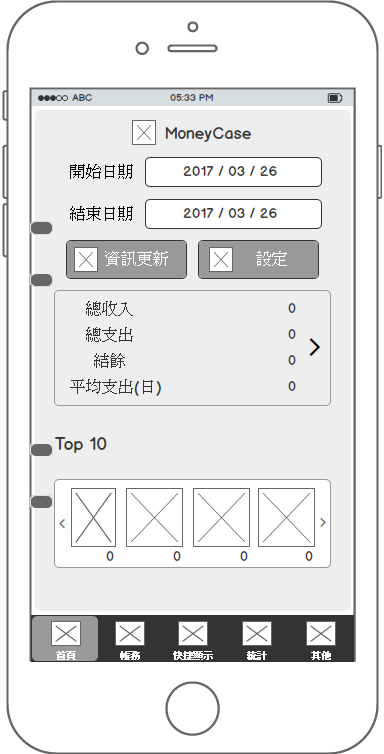 ABC 05:33 PM
MoneyCase
開始日期 2017 / 03 / 26
結束日期 2017 / 03 / 26
資訊更新 設定
總收入 0
總支出 0
結餘 0
平均支出(日) 0
Top 10
0 0 0 0
首頁 帳務 快捷顯示 統計 其他